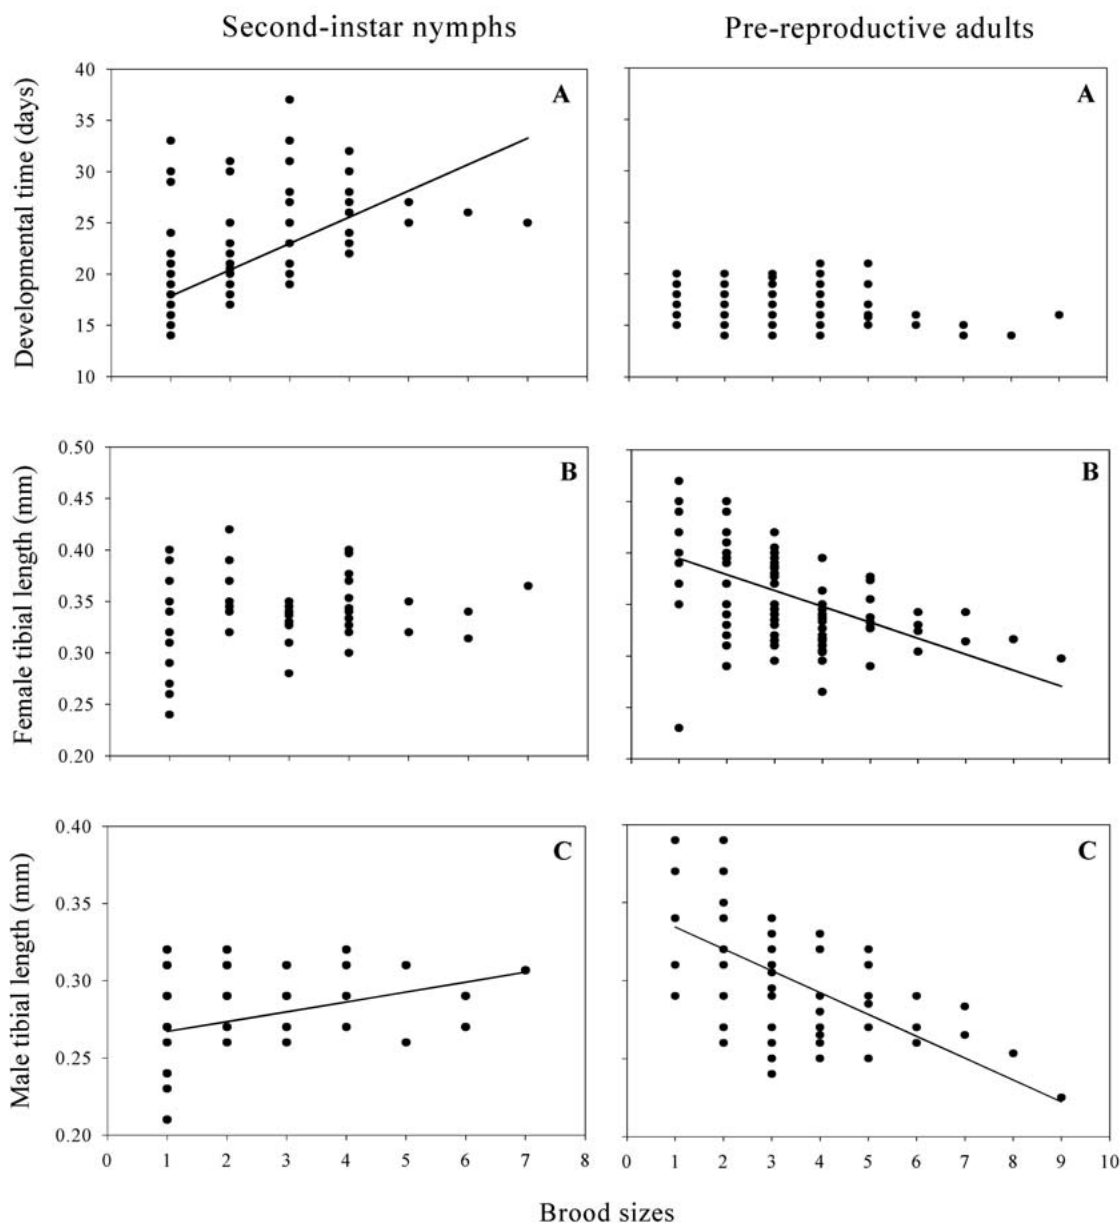 Second-instar nymphs
Pre-reproductive adults
Developmental time (days)
40
35
30
25
20
15
10
A
A
Female tibial length (mm)
0.50
0.45
0.40
0.35
0.30
0.25
0.20
B
B
Male tibial length (mm)
0.40
0.35
0.30
0.25
0.20
C
C
0 1 2 3 4 5 6 7 8
0 1 2 3 4 5 6 7 8 9 10
Brood sizes